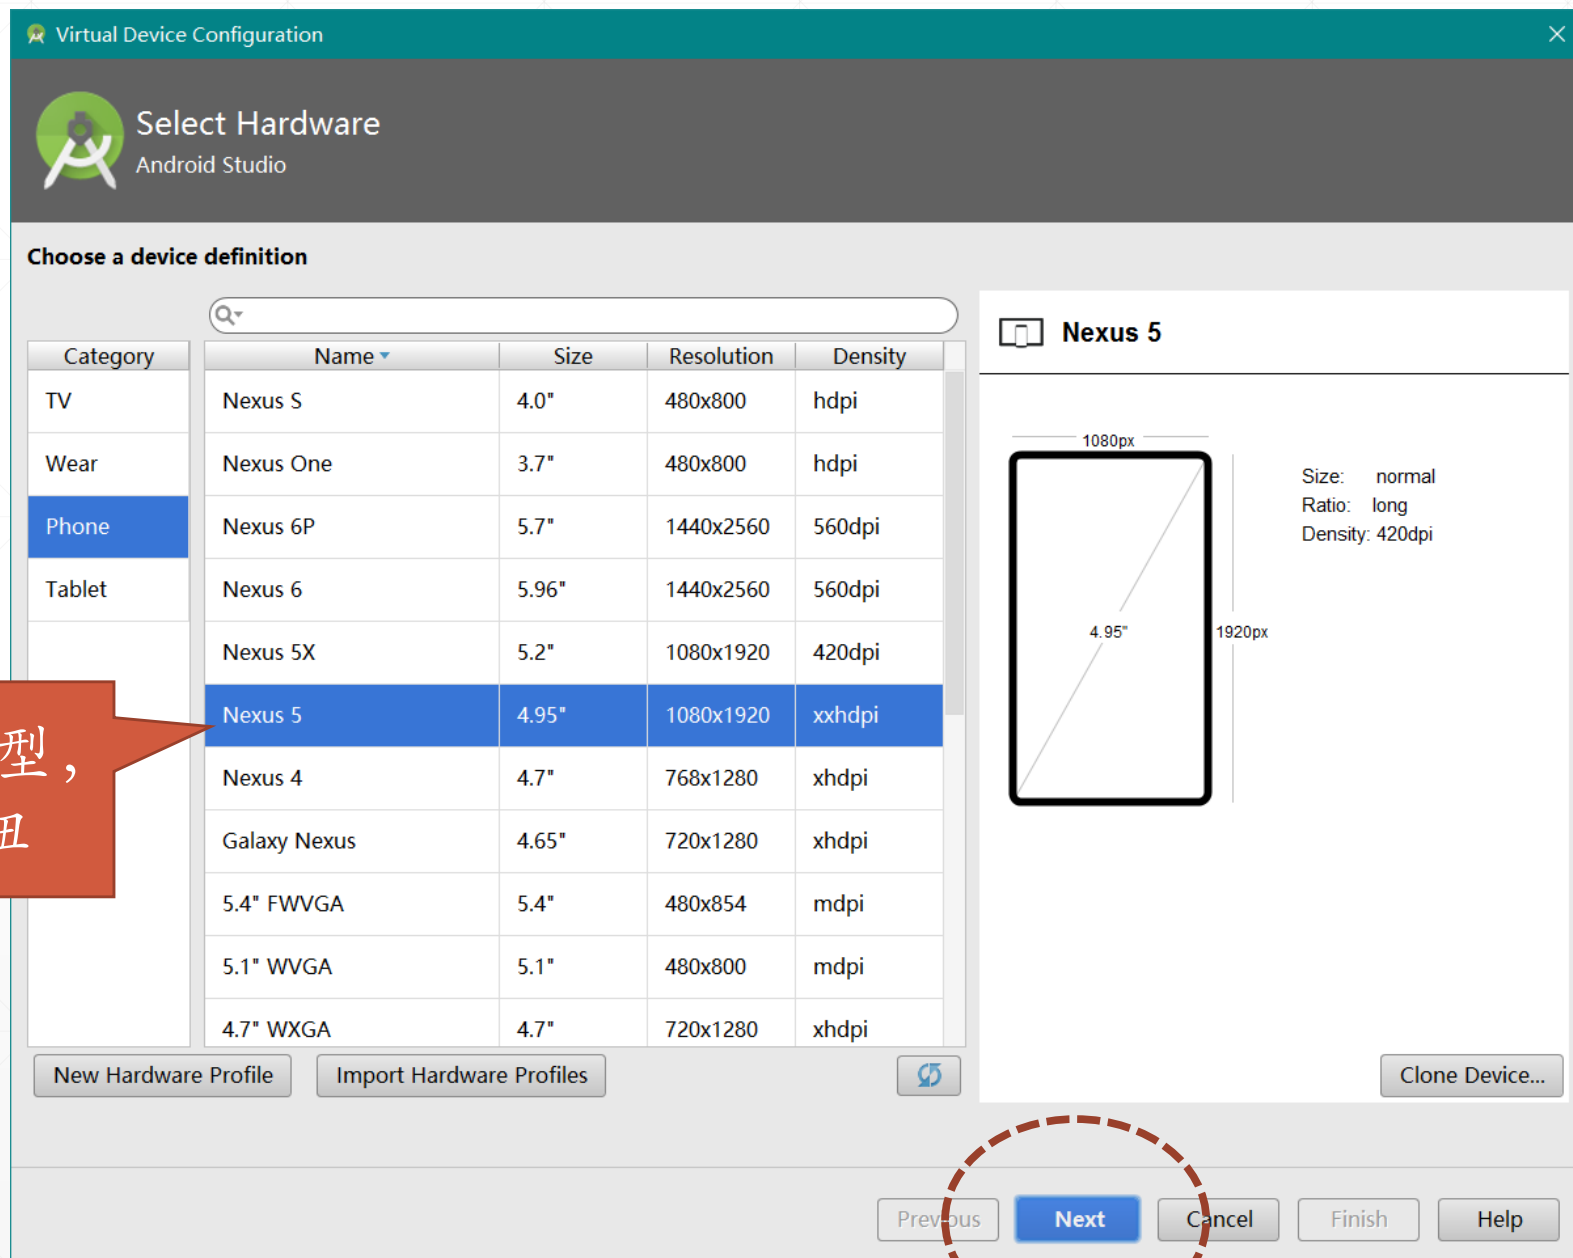 Virtual Device Configuration
Select Hardware
Android Studio
Choose a device definition
Category
TV
Wear
Phone
Tablet
Name Size Resolution Density
Nexus S 4.0" 480x800 hdpi
Nexus One 3.7" 480x800 hdpi
Nexus 6P 5.7" 1440x2560 560dpi
Nexus 6 5.96" 1440x2560 560dpi
Nexus 5X 5.2" 1080x1920 420dpi
Nexus 5 4.95" 1080x1920 xxhdpi
Nexus 4 4.7" 768x1280 xhdpi
Galaxy Nexus 4.65" 720x1280 xhdpi
5.4" FWVGA 5.4" 480x854 mdpi
5.1" WVGA 5.1" 480x800 mdpi
4.7" WXGA 4.7" 720x1280 xhdpi
型，
New Hardware Profile Import Hardware Profiles
Nexus 5
1080px
Size: normal
Ratio: long
Density: 420dpi
4.95" 1920px
Clone Device...
Previous Next Cancel Finish Help